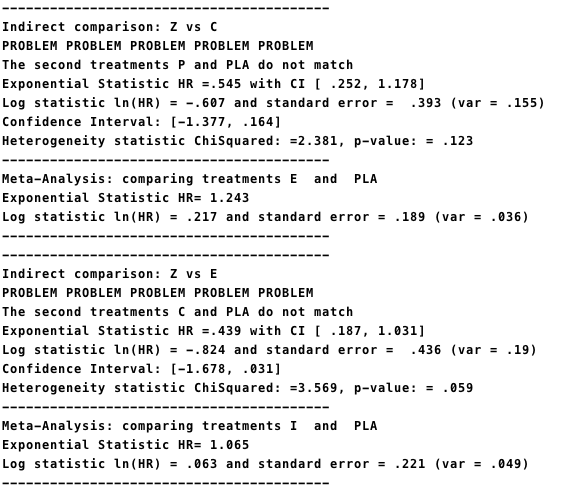 -----------------------------------------
Indirect comparison: Z vs C
PROBLEM PROBLEM PROBLEM PROBLEM PROBLEM
The second treatments P and PLA do not match
Exponential Statistic HR =.545 with CI [ .252, 1.178]
Log statistic ln(HR) = -.607 and standard error =  .393 (var = .155)
Confidence Interval: [-1.377, .164]
Heterogeneity statistic ChiSquared: =2.381, p-value: = .123
-----------------------------------------
Meta-Analysis: comparing treatments E  and  PLA
Exponential Statistic HR= 1.243
Log statistic ln(HR) = .217 and standard error = .189 (var = .036)
-----------------------------------------
-----------------------------------------
Indirect comparison: Z vs E
PROBLEM PROBLEM PROBLEM PROBLEM PROBLEM
The second treatments C and PLA do not match
Exponential Statistic HR =.439 with CI [ .187, 1.031]
Log statistic ln(HR) = -.824 and standard error =  .436 (var = .19)
Confidence Interval: [-1.678, .031]
Heterogeneity statistic ChiSquared: =3.569, p-value: = .059
-----------------------------------------
Meta-Analysis: comparing treatments I  and  PLA
Exponential Statistic HR= 1.065
Log statistic ln(HR) = .063 and standard error = .221 (var = .049)
-----------------------------------------